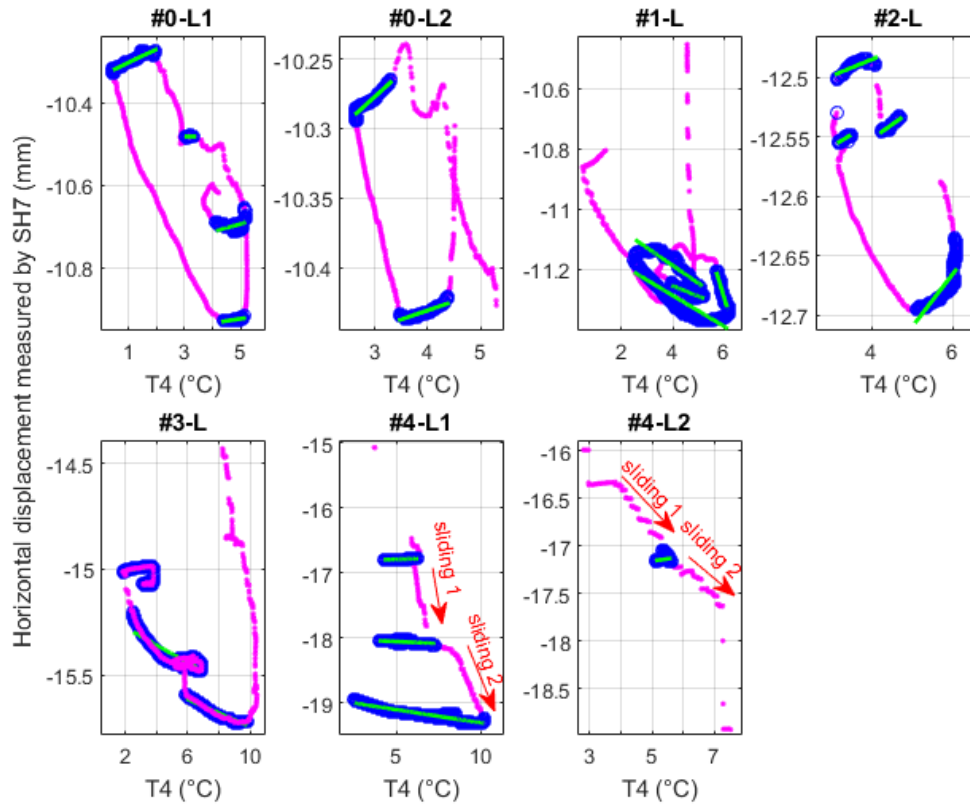 #0-L1 #0-L2 #1-L #2-L
Horizontal displacement measured by SH7 (mm)
-10.4
-10.6
-10.8
1 3 5
T4 (°C)
-10.25
-10.3
-10.35
-10.4
3 4 5
T4 (°C)
-10.6
-10.8
-11
-11.2
2 4 6
T4 (°C)
-12.5
-12.55
-12.6
-12.65
-12.7
4 6
T4 (°C)
#3-L #4-L1 #4-L2
-14.5
-15
-15.5
2 6 10
T4 (°C)
-15
-16
-17
-18
-19
sliding 1
sliding 2
5 10
T4 (°C)
-16
-16.5
-17
-17.5
-18
-18.5
sliding 1
sliding 2
3 5 7
T4 (°C)